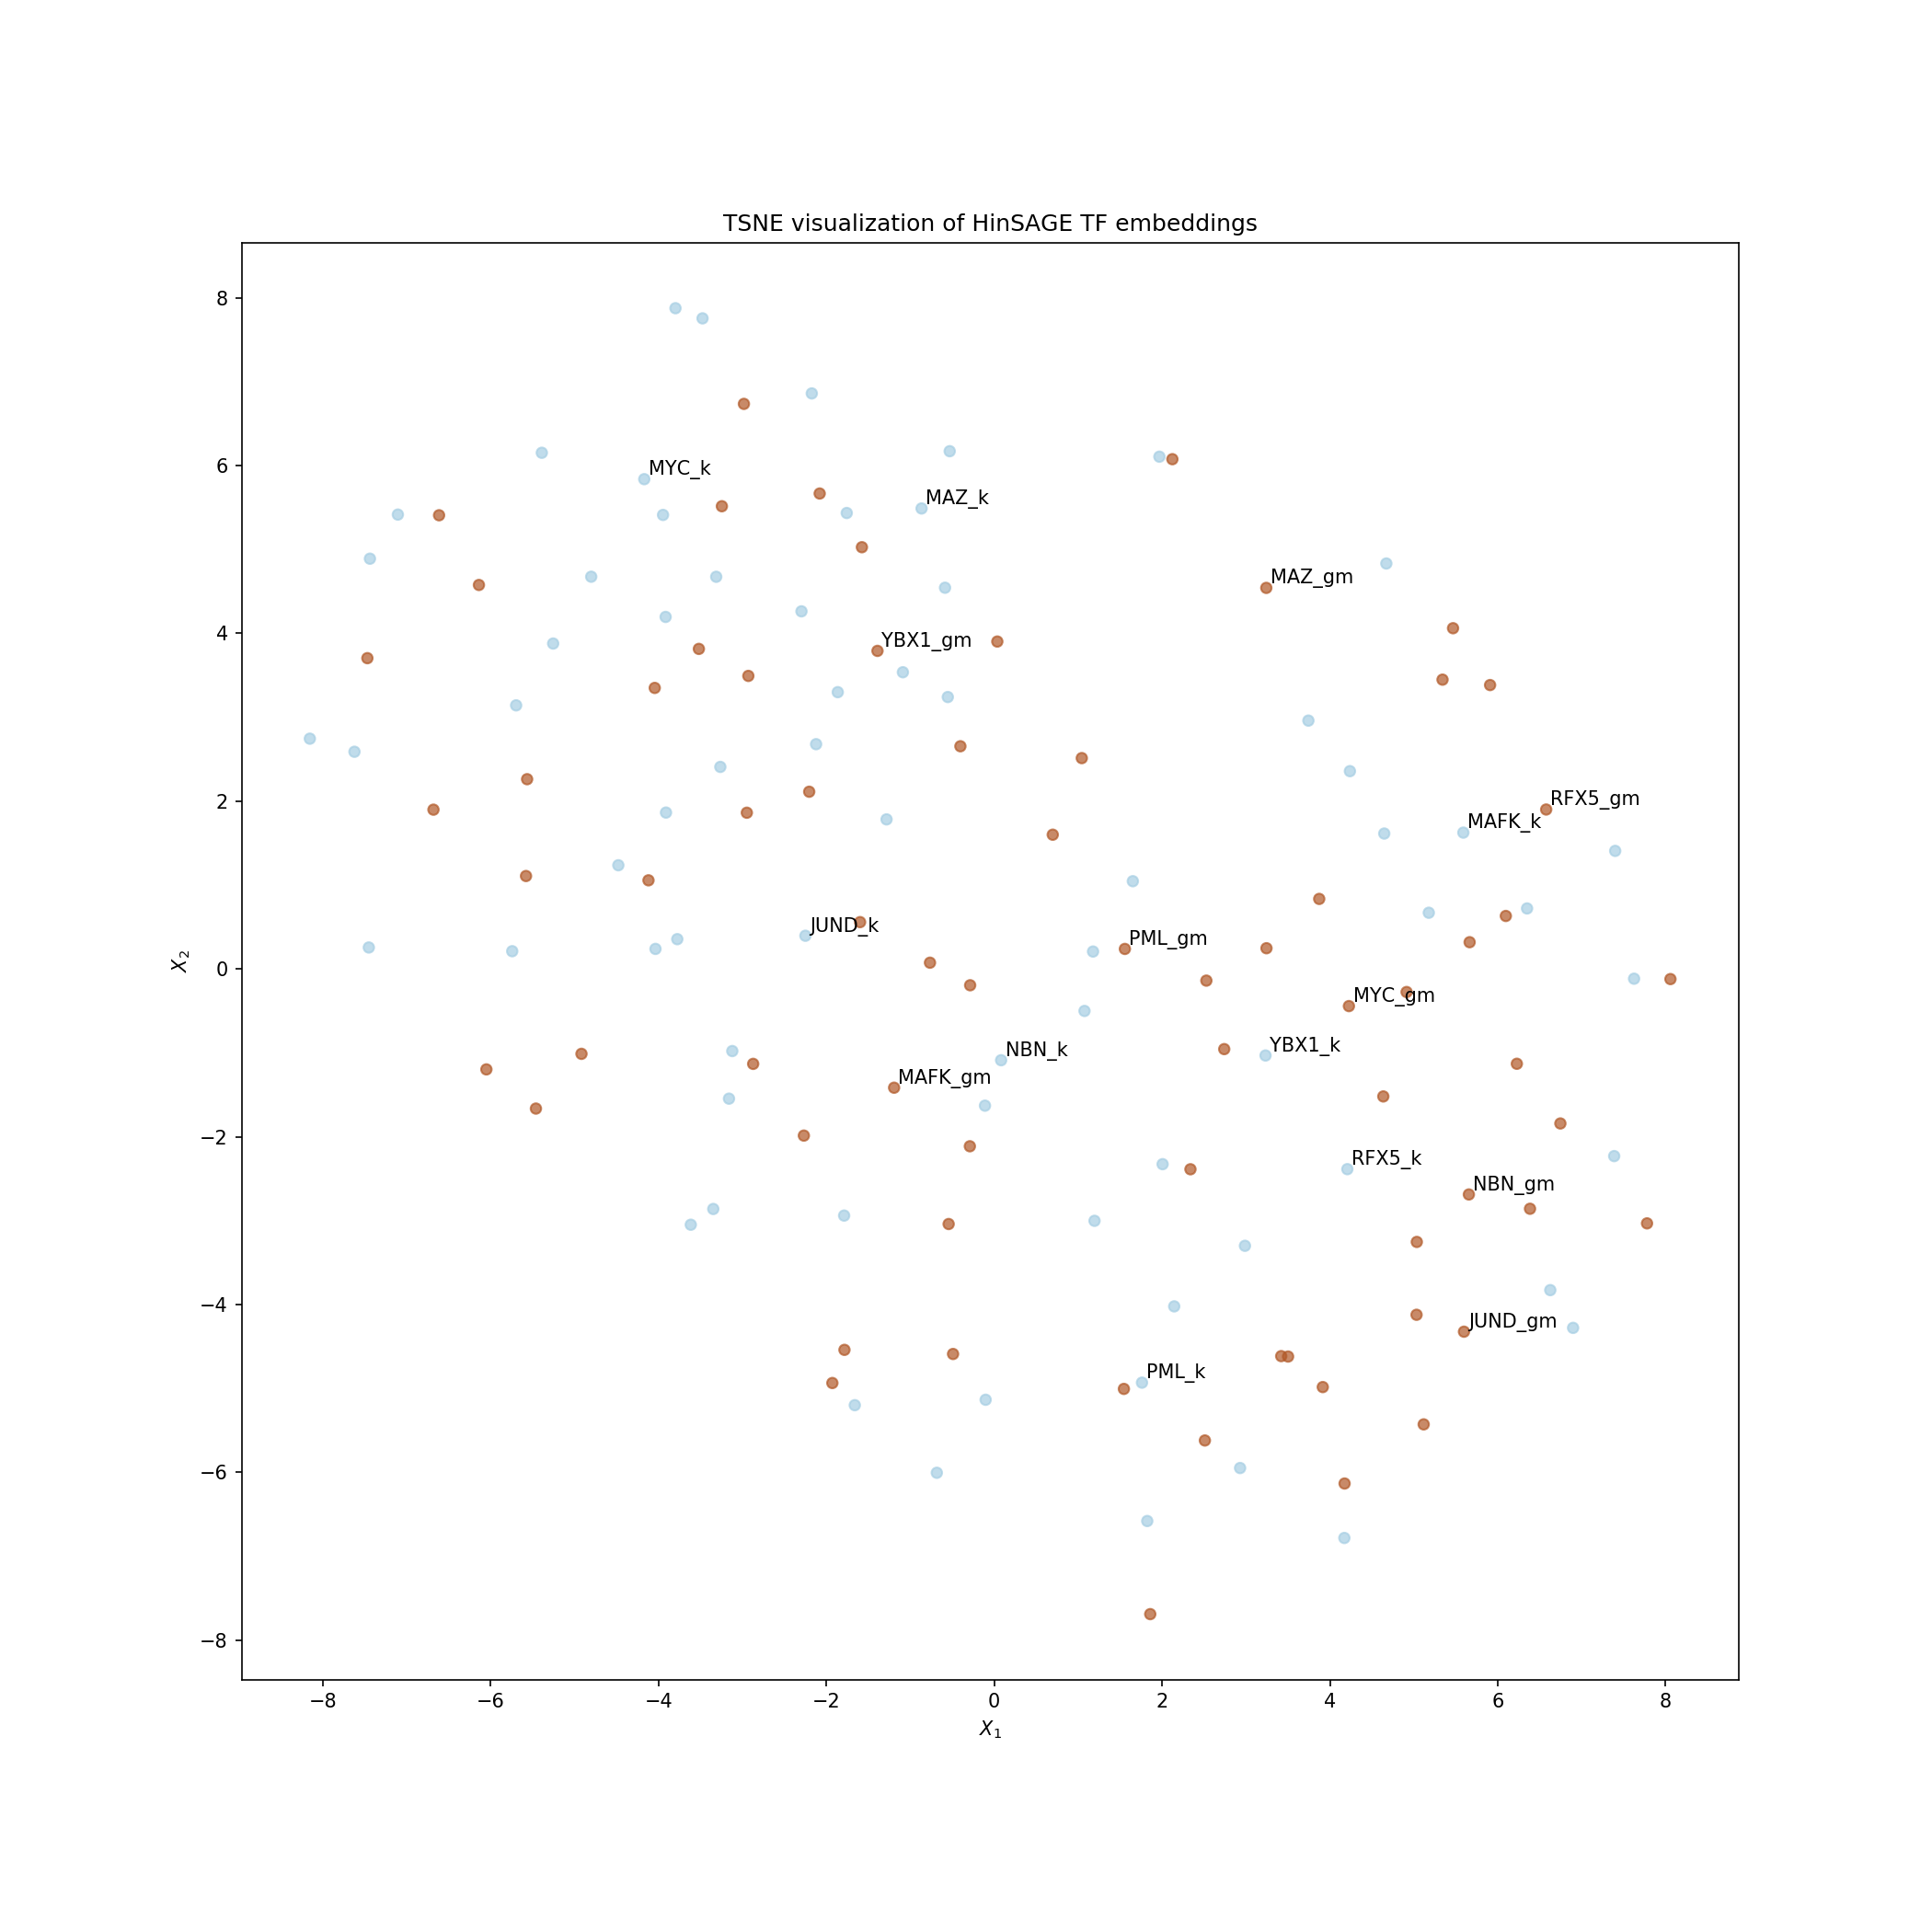 TSNE visualization of HinSAGE TF embeddings
8
6
4
2
0
−2
−4
−6
−8
X2
MYC_k
MAZ_k
MAZ_gm
YBX1_gm
RFX5_gm
MAFK_k
JUND_k
PML_gm
MYC_gm
YBX1_k
NBN_k
MAFK_gm
RFX5_k
NBN_gm
JUND_gm
PML_k
−8 −6 −4 −2 0 2 4 6 8
X1